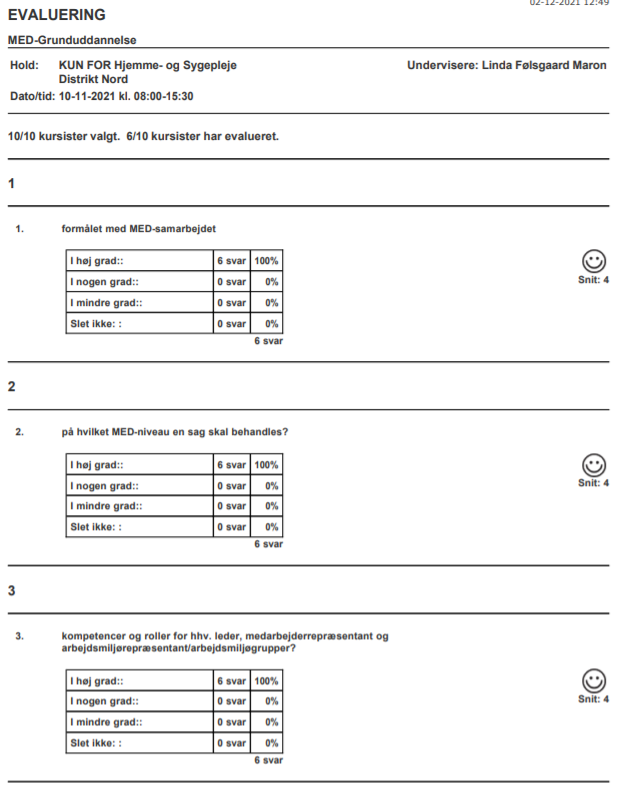 02-12-2021 12:49
EVALUERING
MED-Grunduddannelse
Hold: KUN FOR Hjemme- og Sygepleje Undervisere: Linda Følsgaard Maron
Distrikt Nord
Dato/tid: 10-11-2021 kl. 08:00-15:30
10/10 kursister valgt. 6/10 kursister har evalueret.
1
1. formålet med MED-samarbejdet
I høj grad:: 6 svar 100%
I nogen grad:: 0 svar 0%
I mindre grad:: 0 svar 0%
Slet ikke: : 0 svar 0%
6 svar
Snit: 4
2
2. på hvilket MED-niveau en sag skal behandles?
I høj grad:: 6 svar 100%
I nogen grad:: 0 svar 0%
I mindre grad:: 0 svar 0%
Slet ikke: : 0 svar 0%
6 svar
Snit: 4
3
3. kompetencer og roller for hhv. leder, medarbejderrepræsentant og
arbejdsmiljørepræsentant/arbejdsmiljøgrupper?
I høj grad:: 6 svar 100%
I nogen grad:: 0 svar 0%
I mindre grad:: 0 svar 0%
Slet ikke: : 0 svar 0%
6 svar
Snit: 4